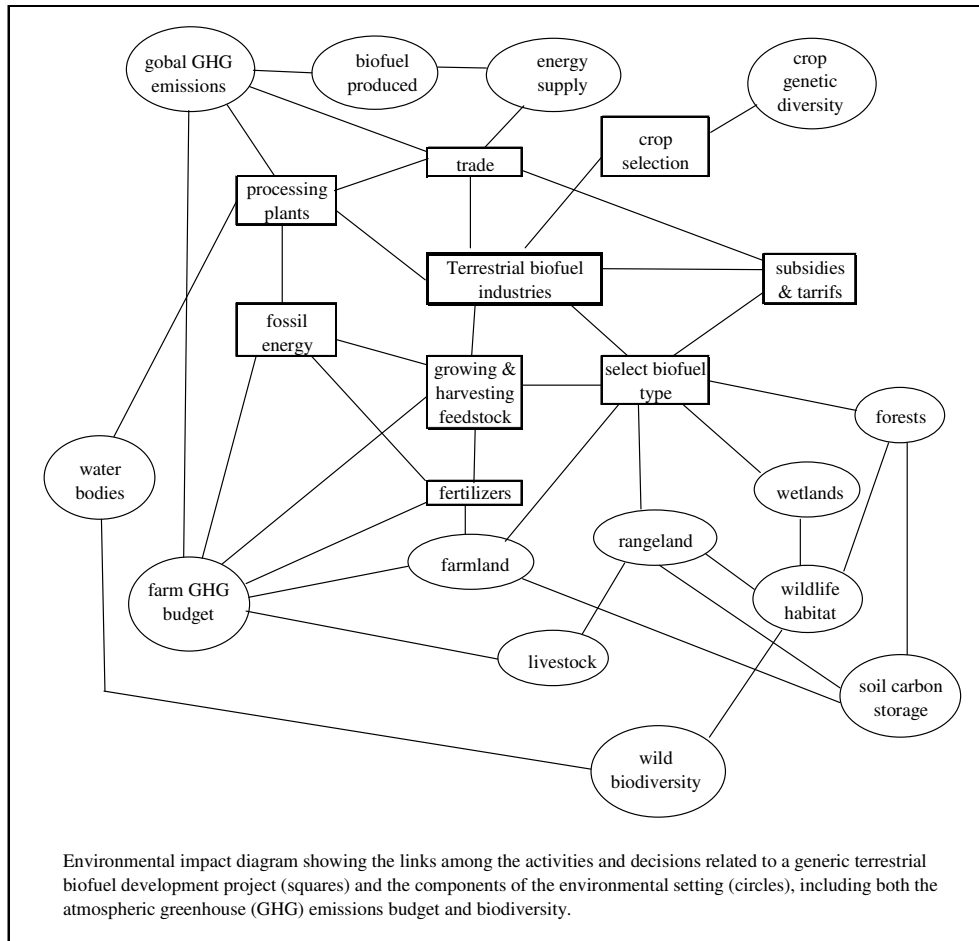 gobal GHG
emissions
biofuel
produced
energy
supply
crop
genetic
diversity
crop
selection
trade
processing
plants
Terrestrial biofuel
industries
subsidies
& tarrifs
fossil
energy
growing &
harvesting
feedstock
select biofuel
type
forests
water
bodies
fertilizers
wetlands
rangeland
farmland
farm GHG
budget
wildlife
habitat
livestock
soil carbon
storage
wild
biodiversity
Environmental impact diagram showing the links among the activities and decisions related to a generic terrestrial
biofuel development project (squares) and the components of the environmental setting (circles), including both the
atmospheric greenhouse (GHG) emissions budget and biodiversity.